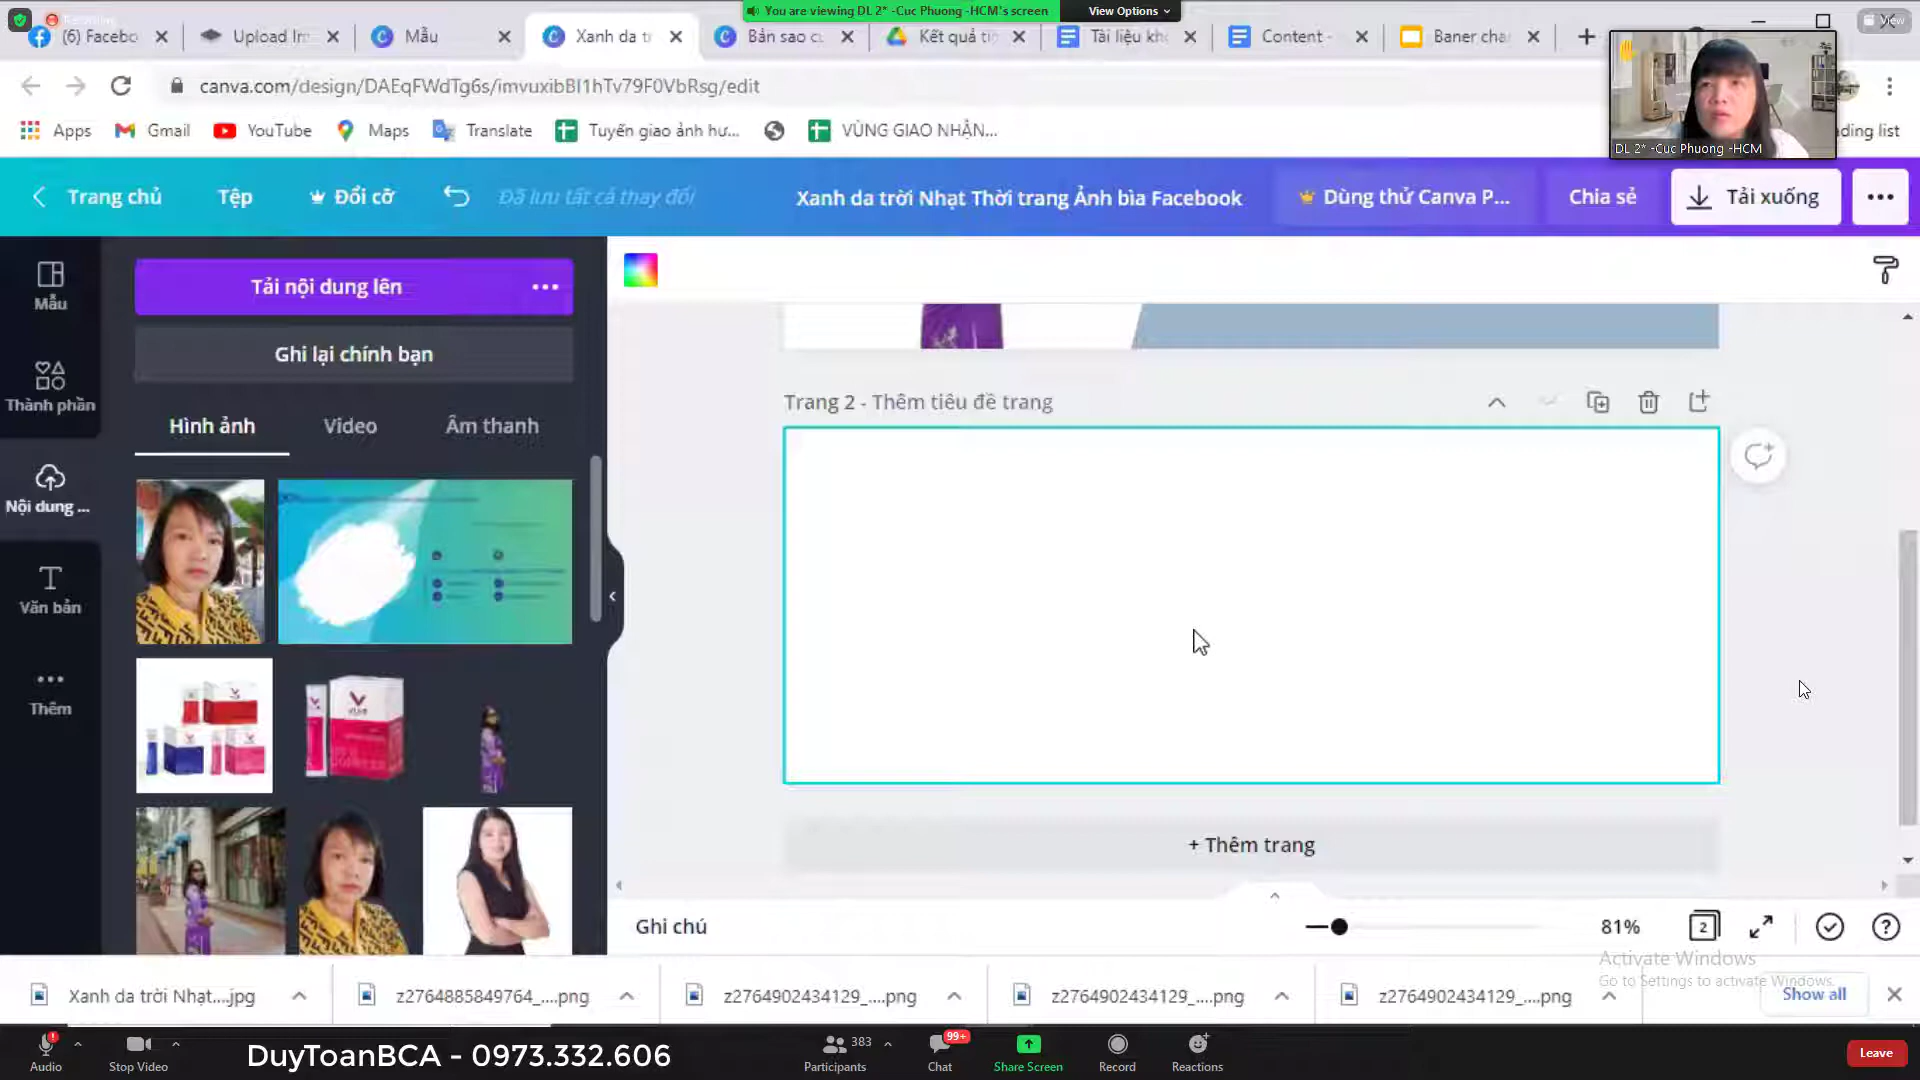 You are viewing DL 2* -Cuc Phuong -HCM's screen
View Options
View
(6) Facebo
Upload Im
Mẫu
Xanh da tr
Bản sao củ
Kết quả tìm
Tài liệu kh
Content -
Baner cha
canva.com/design/DAEqFWdTg6s/imvuxibBl1hTv79F0VbRsg/edit
Apps
Gmail
YouTube
Maps
Translate
Tuyển giao ảnh hư...
VÙNG GIAO NHẬN...
ading list
DL 2* -Cuc Phuong -HCM
Trang chủ
Tệp
Đổi cỡ
Đã lưu tất cả thay đổi
Xanh da trời Nhạt Thời trang Ảnh bìa Facebook
Dùng thử Canva P...
Chia sẻ
Tải xuống
Mẫu
Thành phần
Nội dung ...
Văn bản
Thêm
Tải nội dung lên
Ghi lại chính bạn
Hình ảnh
Video
Âm thanh
Trang 2 - Thêm tiêu đề trang
+ Thêm trang
Ghi chú
81%
2
Activate Windows
Go to Settings to activate Windows.
Xanh da trời Nhạt....jpg
z2764885849764_....png
z2764902434129_....png
z2764902434129_....png
z2764902434129_....png
Show all
Audio
Stop Video
DuyToanBCA - 0973.332.606
383
Participants
99+
Chat
Share Screen
Record
Reactions
Leave